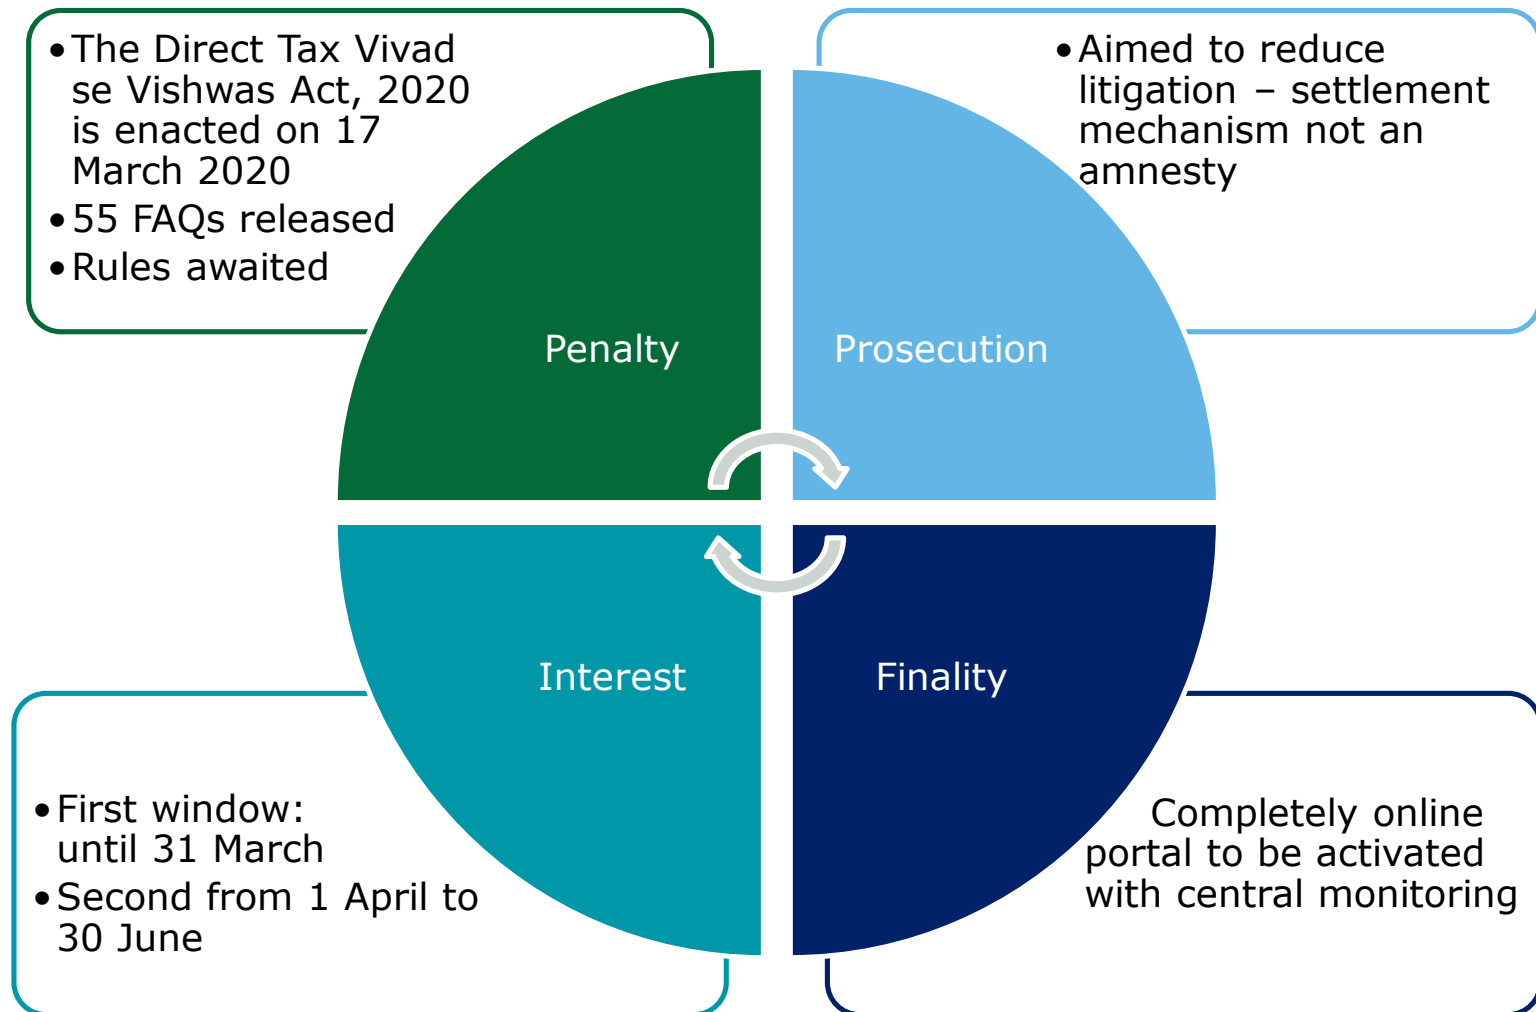 •The Direct Tax Vivad
se Vishwas Act, 2020
is enacted on 17
March 2020
•55 FAQs released
•Rules awaited
•Aimed to reduce
litigation – settlement
mechanism not an
amnesty
Penalty
Prosecution
Interest
Finality
•First window:
until 31 March
•Second from 1 April to
30 June
Completely online
portal to be activated
with central monitoring